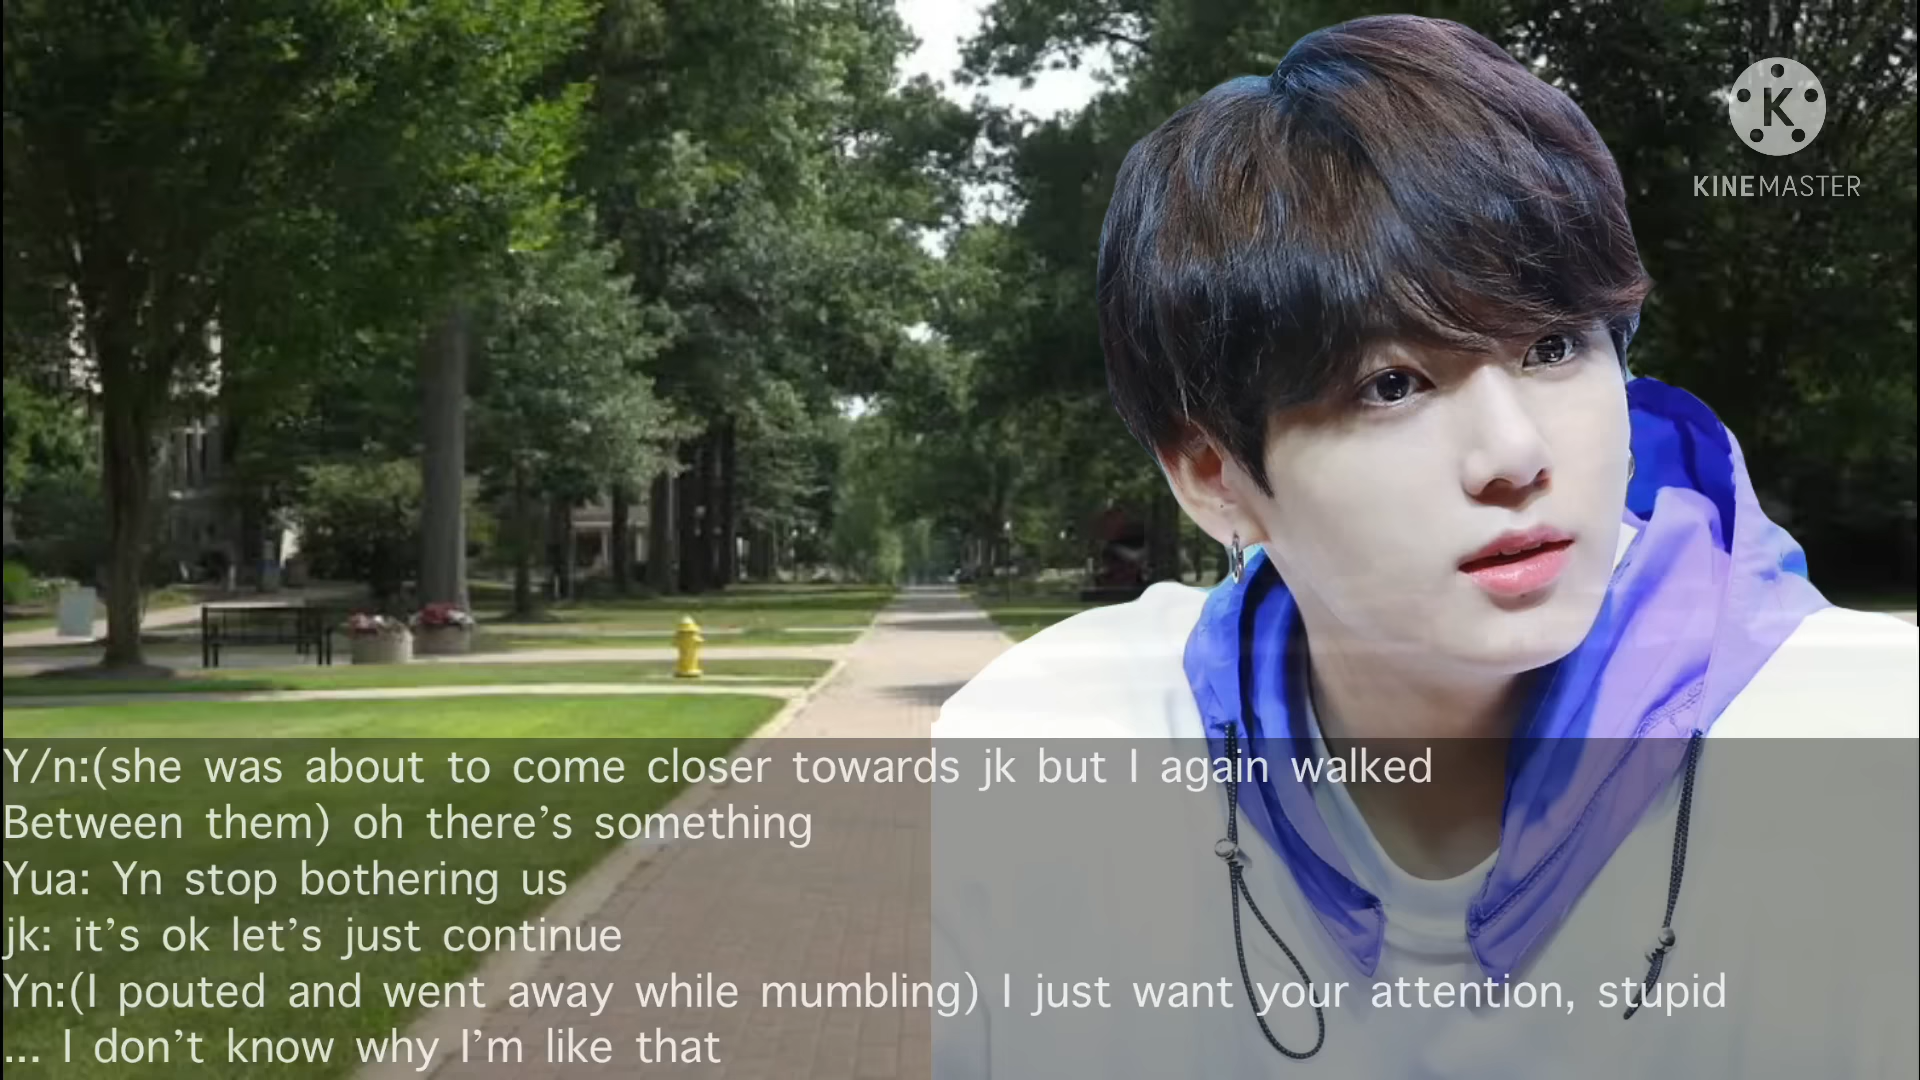 K
KINEMASTER
Y/n:(she was about to come closer towards jk but I again walked
Between them) oh there's something
Yua: Yn stop bothering us
jk: it's ok let's just continue
Yn:(I pouted and went away while mumbling) I just want your attention, stupid
... I don't know why I'm like that